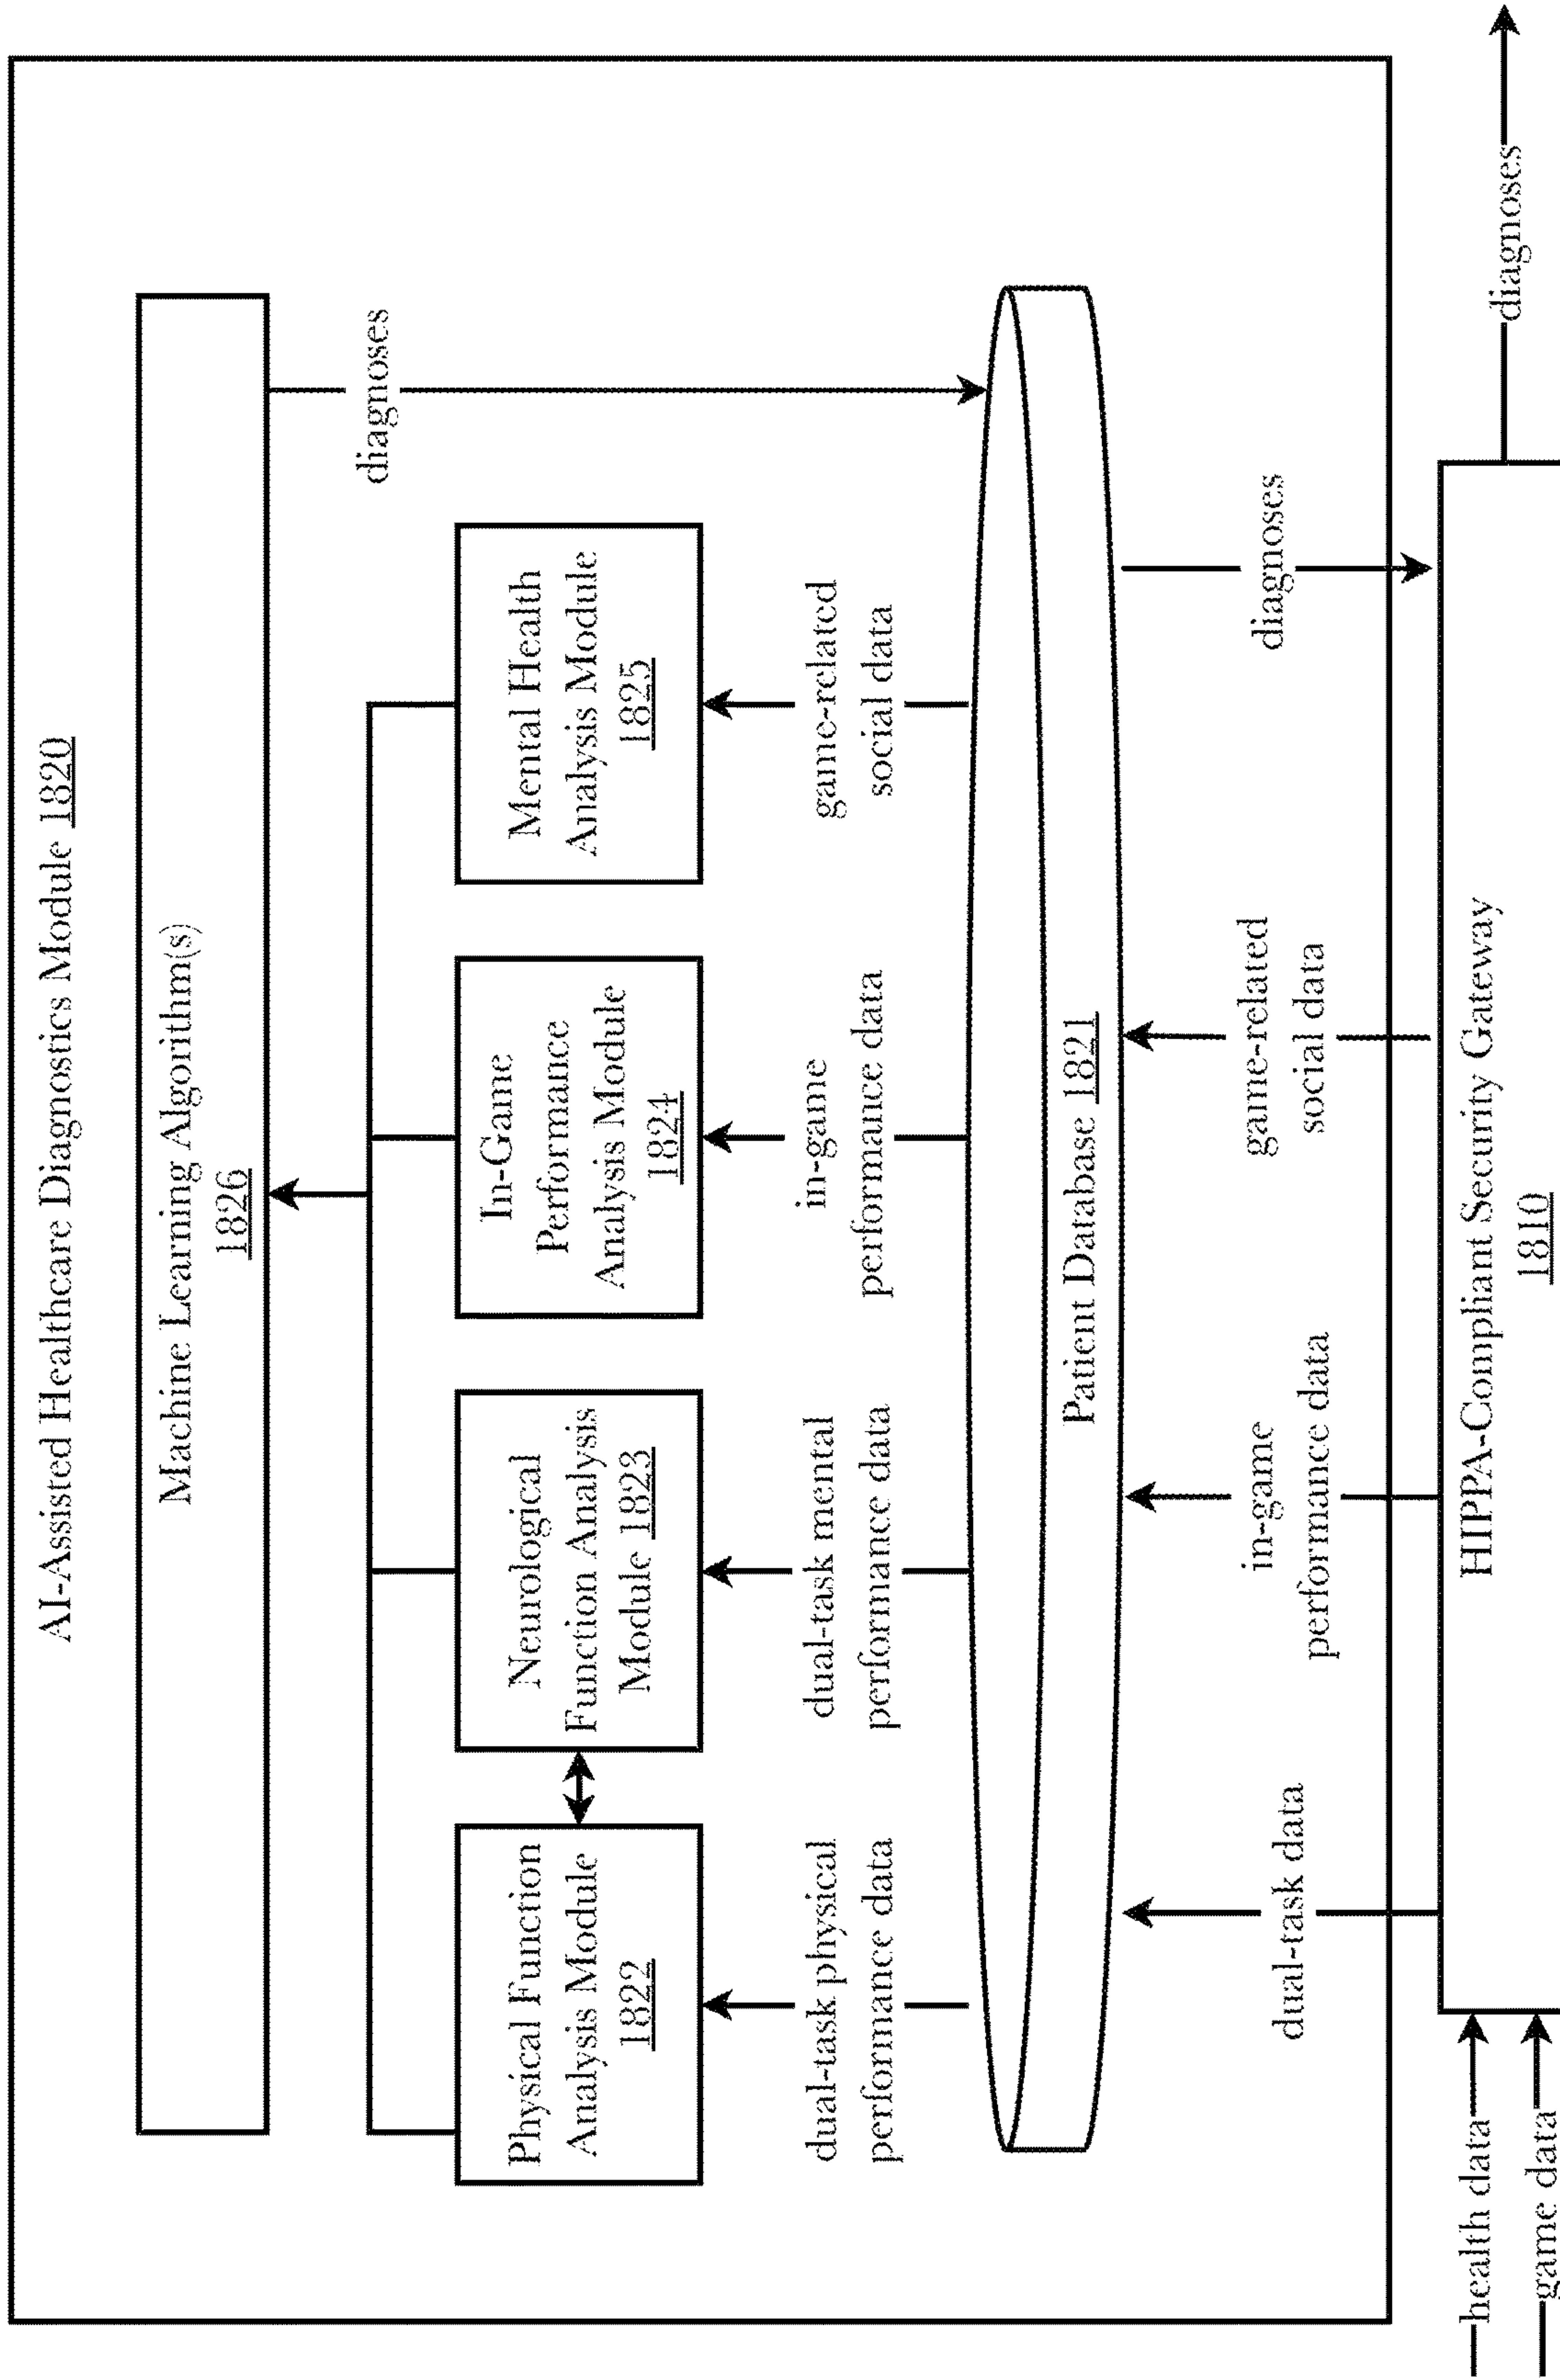 AI-Assisted Healthcare Diagnostics Module 1820
Machine Learning Algorithm(s)
1826
diagnoses
Physical Function
Analysis Module
1822
Neurological
Function Analysis
Module 1823
In-Game
Performance
Analysis Module
1824
Mental Health
Analysis Module
1825
dual-task physical
performance data
dual-task mental
performance data
in-game
performance data
game-related
social data
Patient Database 1821
dual-task data
in-game
performance data
game-related
social data
diagnoses
health data
game data
HIPPA-Compliant Security Gateway
1810
diagnoses